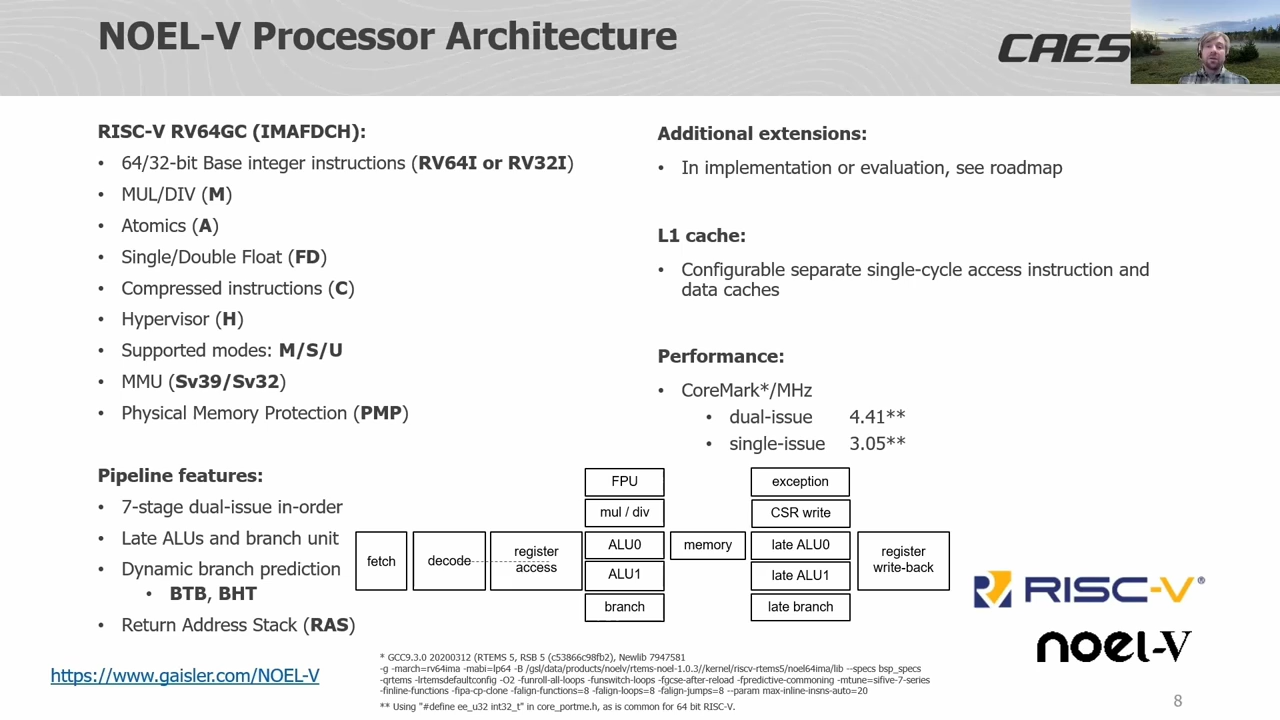 NOEL-V Processor Architecture
CAES
RISC-V RV64GC (IMAFDCH):
• 64/32-bit Base integer instructions (RV64I or RV32I)
• MUL/DIV (M)
• Atomics (A)
• Single/Double Float (FD)
• Compressed instructions (C)
• Hypervisor (H)
• Supported modes: M/S/U
• MMU (Sv39/Sv32)
• Physical Memory Protection (PMP)
Pipeline features:
• 7-stage dual-issue in-order
• Late ALUs and branch unit
• Dynamic branch prediction
• BTB, BHT
• Return Address Stack (RAS)
https://www.gaisler.com/NOEL-V
Additional extensions:
• In implementation or evaluation, see roadmap
L1 cache:
• Configurable separate single-cycle access instruction and
data caches
Performance:
• CoreMark*/MHz
• dual-issue 4.41**
• single-issue 3.05**
fetch
decode
register
access
FPU
mul / div
ALU0
ALU1
branch
memory
exception
CSR write
late ALU0
late ALU1
late branch
register
write-back
RISC-V®
noel-V
* GCC9.3.0 20200312 (RTEMS 5, RSB 5 (c53866c98fb2), Newlib 7947581
-g -march=rv64ima -mabi=lp64 -B /gsl/data/products/noelv/rtems-noel-1.0.3//kernel/riscv-rtems5/noel64ima/lib --specs bsp_specs
-qrtems -lrtemsdefaultconfig -O2 -funroll-all-loops -funswitch-loops -fgcse-after-reload -fpredictive-commoning -mtune=sifive-7-series
-finline-functions -fipa-cp-clone -falign-functions=8 -falign-loops=8 -falign-jumps=8 --param max-inline-insns-auto=20
** Using "#define ee_u32 int32_t" in core_portme.h, as is common for 64 bit RISC-V.
8